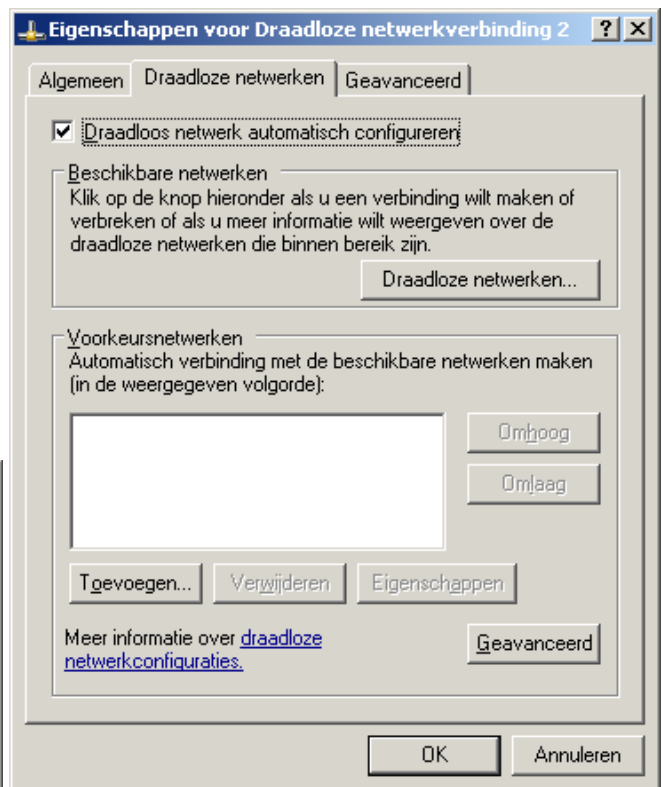 Eigenschappen voor Draadloze netwerkverbinding 2
Algemeen
Draadloze netwerken
Geavanceerd
Draadloos netwerk automatisch configureren
Beschikbare netwerken
Klik op de knop hieronder als u een verbinding wilt maken of
verbreken of als u meer informatie wilt weergeven over de
draadloze netwerken die binnen bereik zijn.
Draadloze netwerken...
Voorkeursnetwerken
Automatisch verbinding met de beschikbare netwerken maken
(in de weergegeven volgorde):
Omhoog
Omlaag
Toevoegen...
Verwijderen
Eigenschappen
Meer informatie over draadloze
netwerkconfiguraties.
Geavanceerd
OK
Annuleren